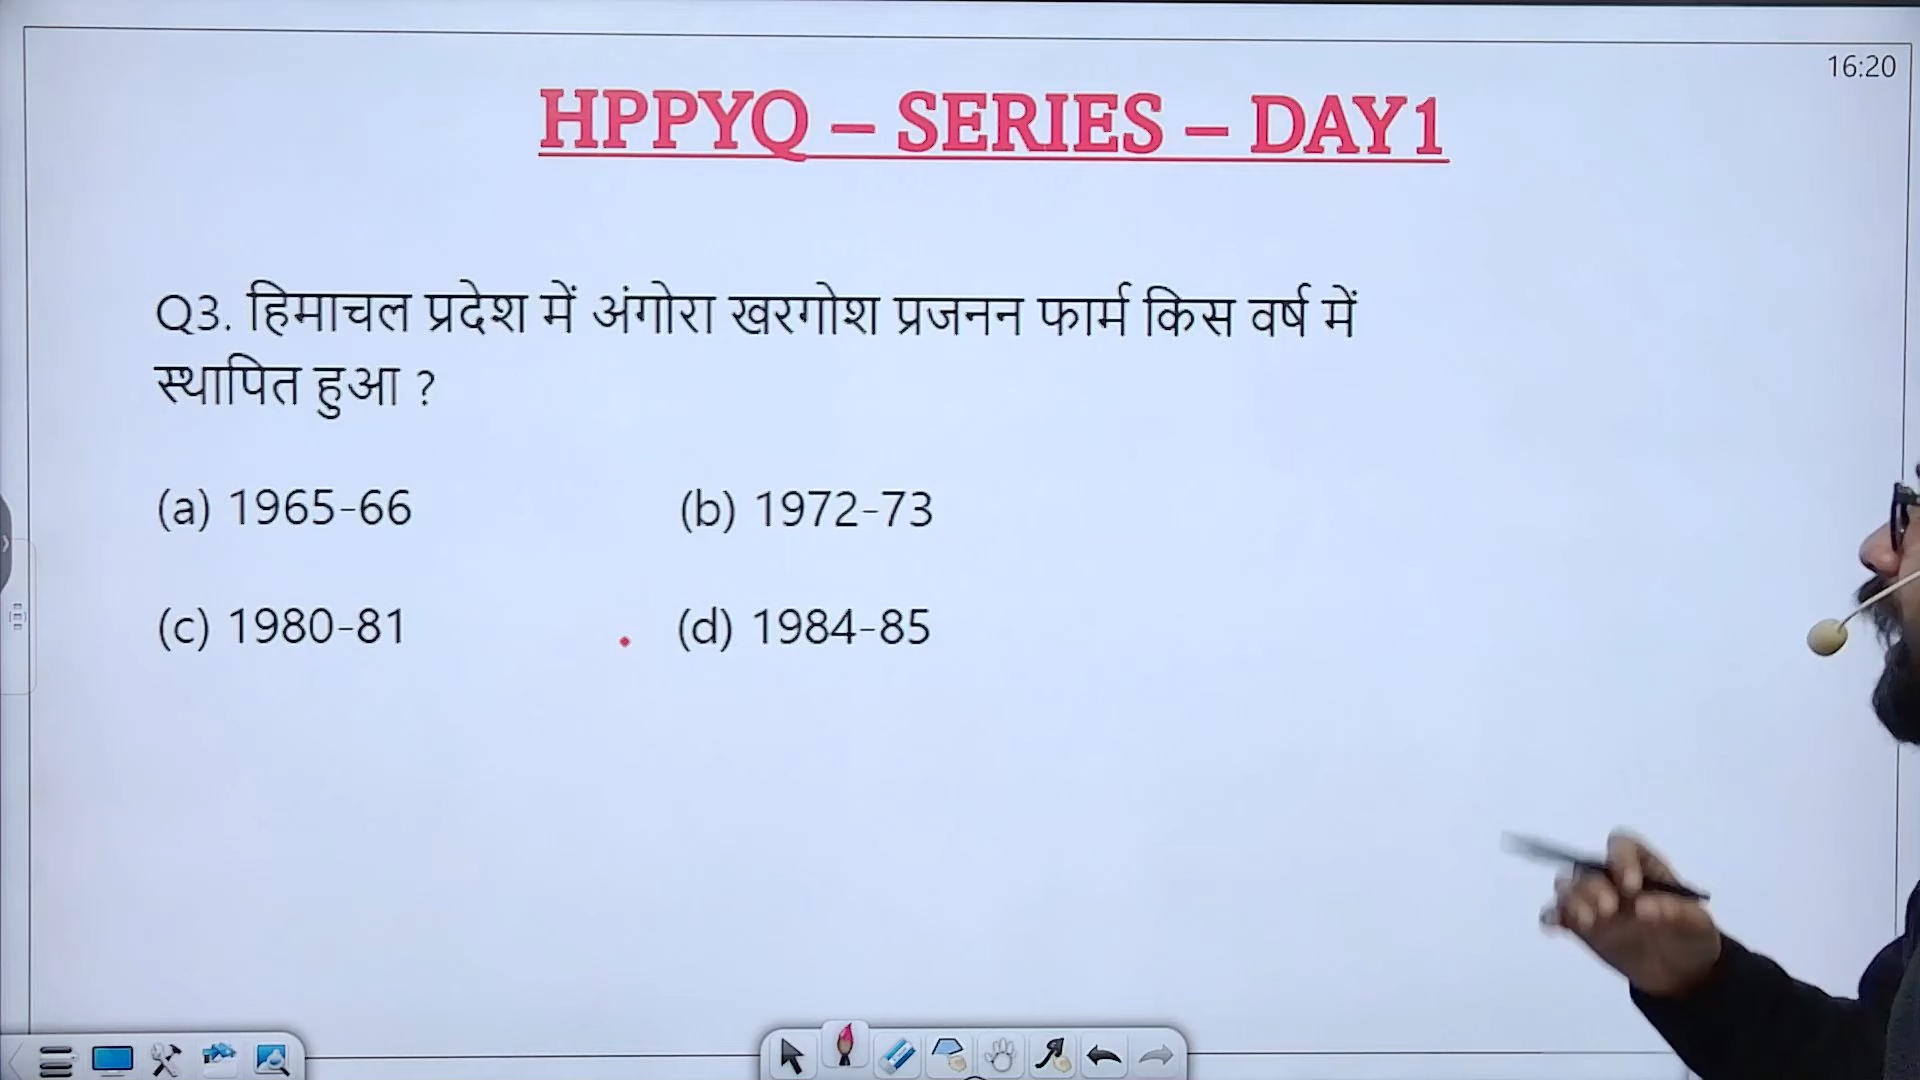 16:20
HPPYQ – SERIES – DAY1
Q3. हिमाचल प्रदेश में अंगोरा खरगोश प्रजनन फार्म किस वर्ष में
स्थापित हुआ ?
(a) 1965-66 (b) 1972-73
(c) 1980-81 (d) 1984-85